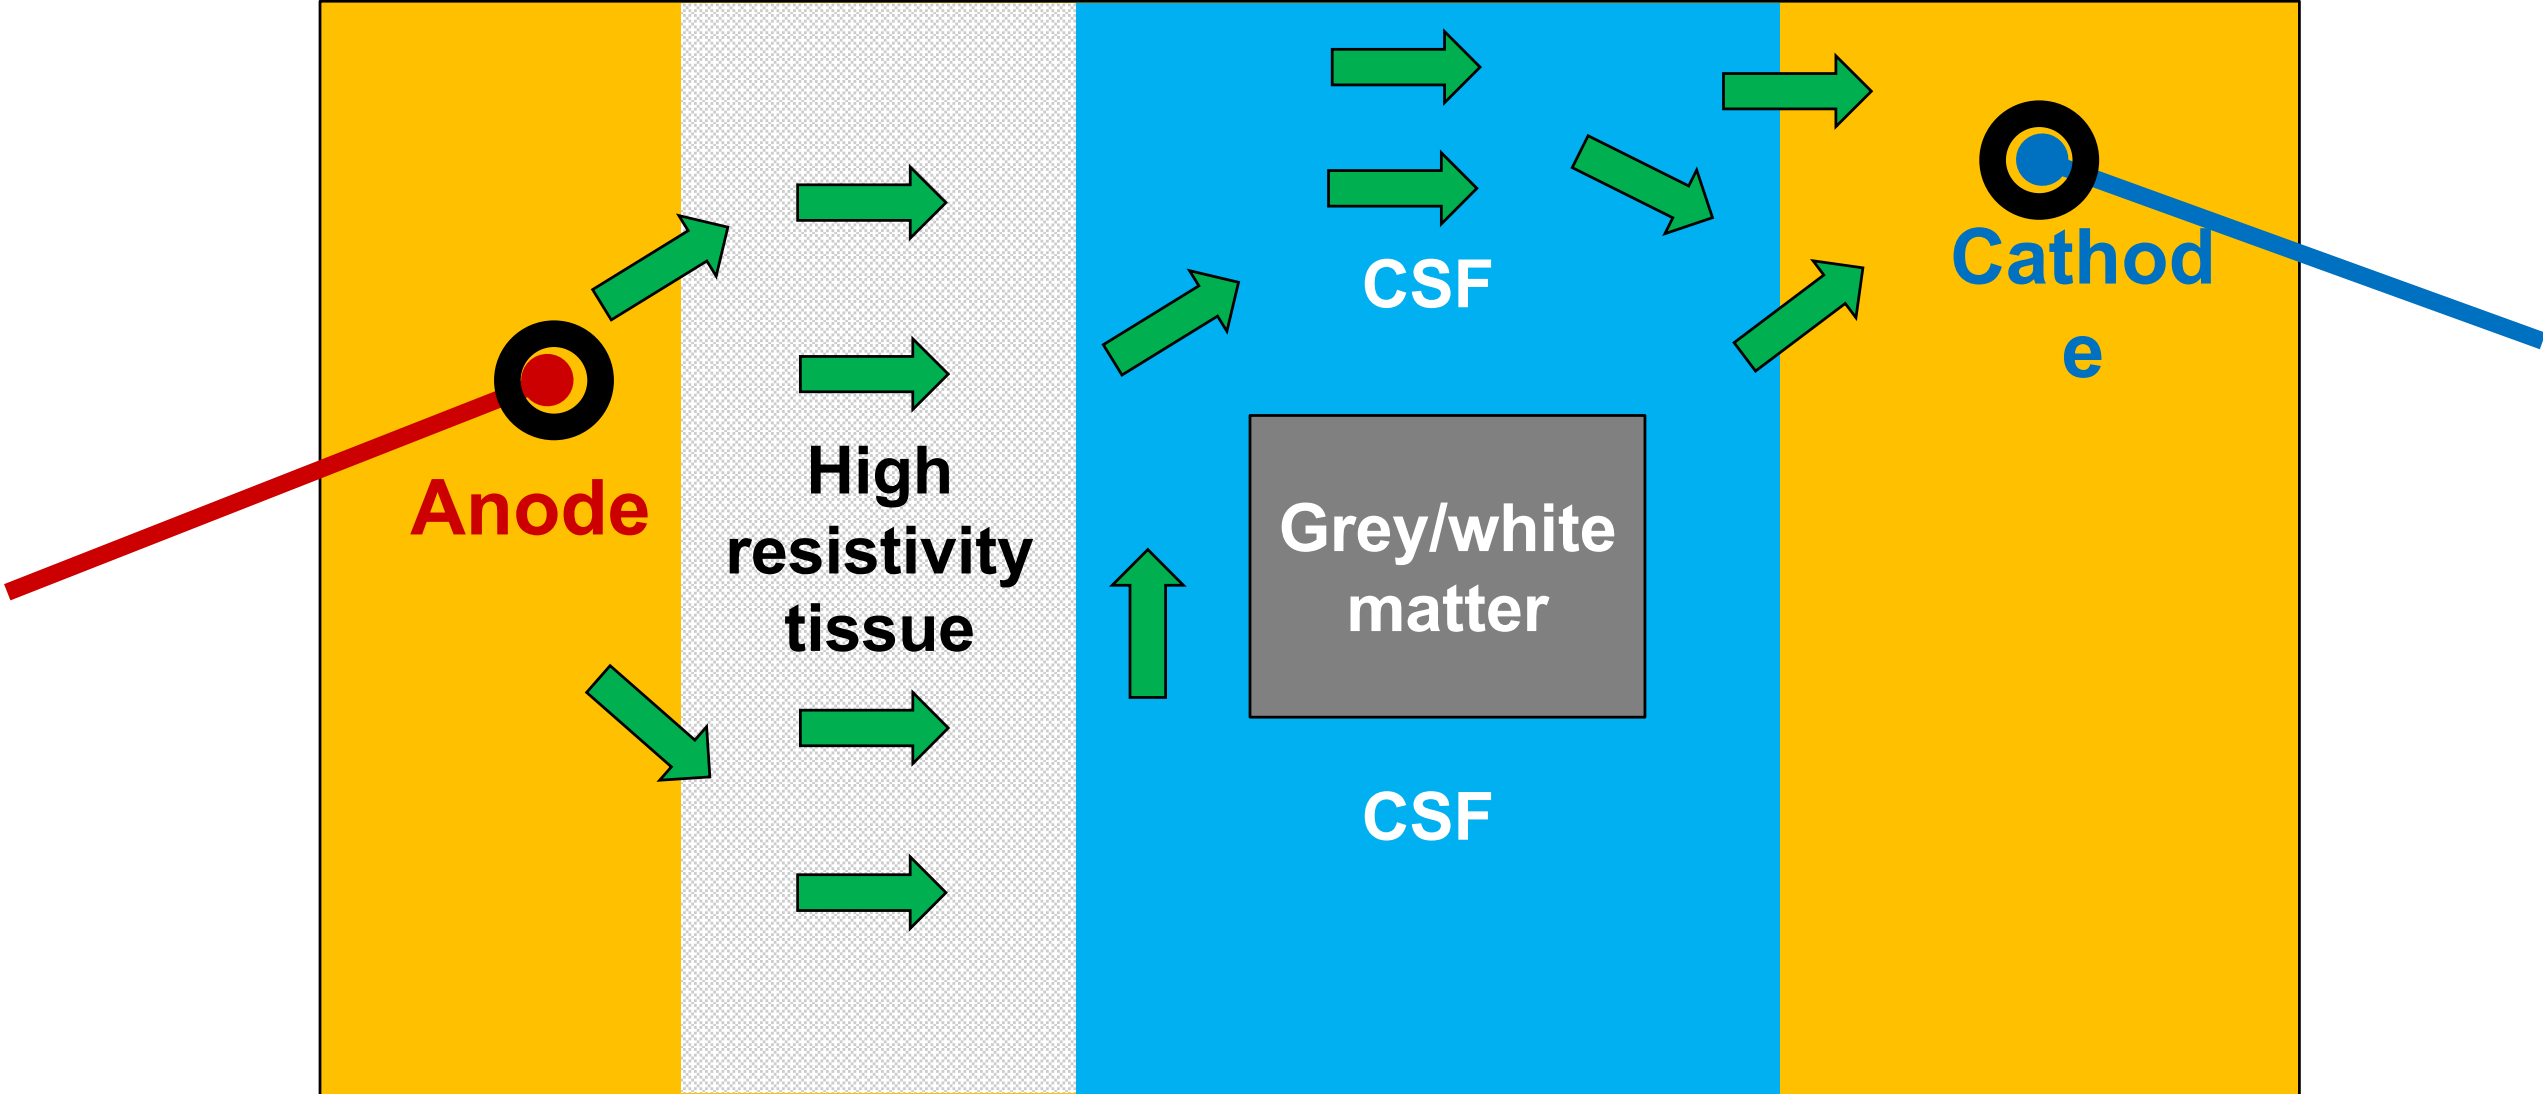 Anode
High
resistivity
tissue
CSF
Grey/white
matter
CSF
Cathod
e